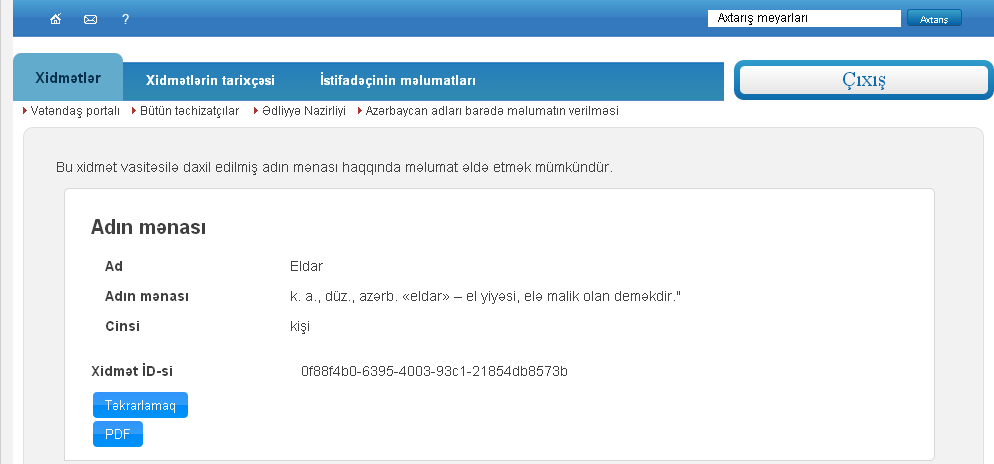 ?
Axtarış meyarları
Axtarış
Xidmətlər
Xidmətlərin tarixçəsi
İstifadəçinin məlumatları
Çıxış
Vətəndaş portalı
Bütün təchizatçılar
Ədliyyə Nazirliyi
Azərbaycan adları barədə məlumatın verilməsi
Bu xidmət vasitəsilə daxil edilmiş adın mənası haqqında məlumat əldə etmək mümkündür.
Adın mənası
Ad Eldar
Adın mənası k. a., düz., azərb. «eldar» – el yiyəsi, elə malik olan deməkdir."
Cinsi kişi
Xidmət İD-si 0f88f4b0-6395-4003-93c1-21854db8573b
Təkrarlamaq
PDF